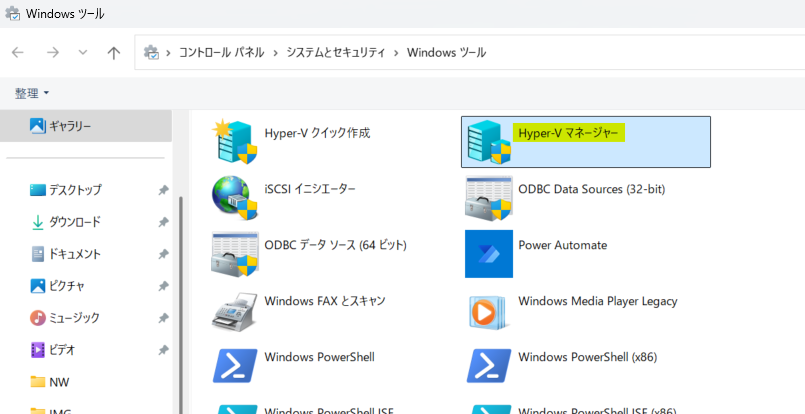 Windows ツール
コントロール パネル > システムとセキュリティ > Windows ツール
整理
ギャラリー
デスクトップ
ダウンロード
ドキュメント
ピクチャ
ミュージック
ビデオ
NW
IMG
Hyper-V クイック作成
Hyper-V マネージャー
iSCSI イニシエーター
ODBC Data Sources (32-bit)
ODBC データ ソース (64 ビット)
Power Automate
Windows FAX とスキャン
Windows Media Player Legacy
Windows PowerShell
Windows PowerShell (x86)
Windows PowerShell ISE
Windows PowerShell ISE (x86)